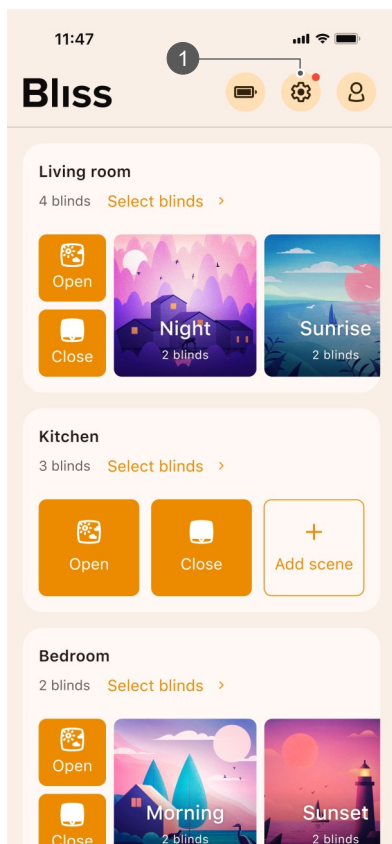 11:47
1
Bliss
Living room
4 blinds Select blinds >
Open
Close
Night
2 blinds
Sunrise
2 blinds
Kitchen
3 blinds Select blinds >
Open
Close
+
Add scene
Bedroom
2 blinds Select blinds >
Open
Close
Morning
2 blinds
Sunset
2 blinds